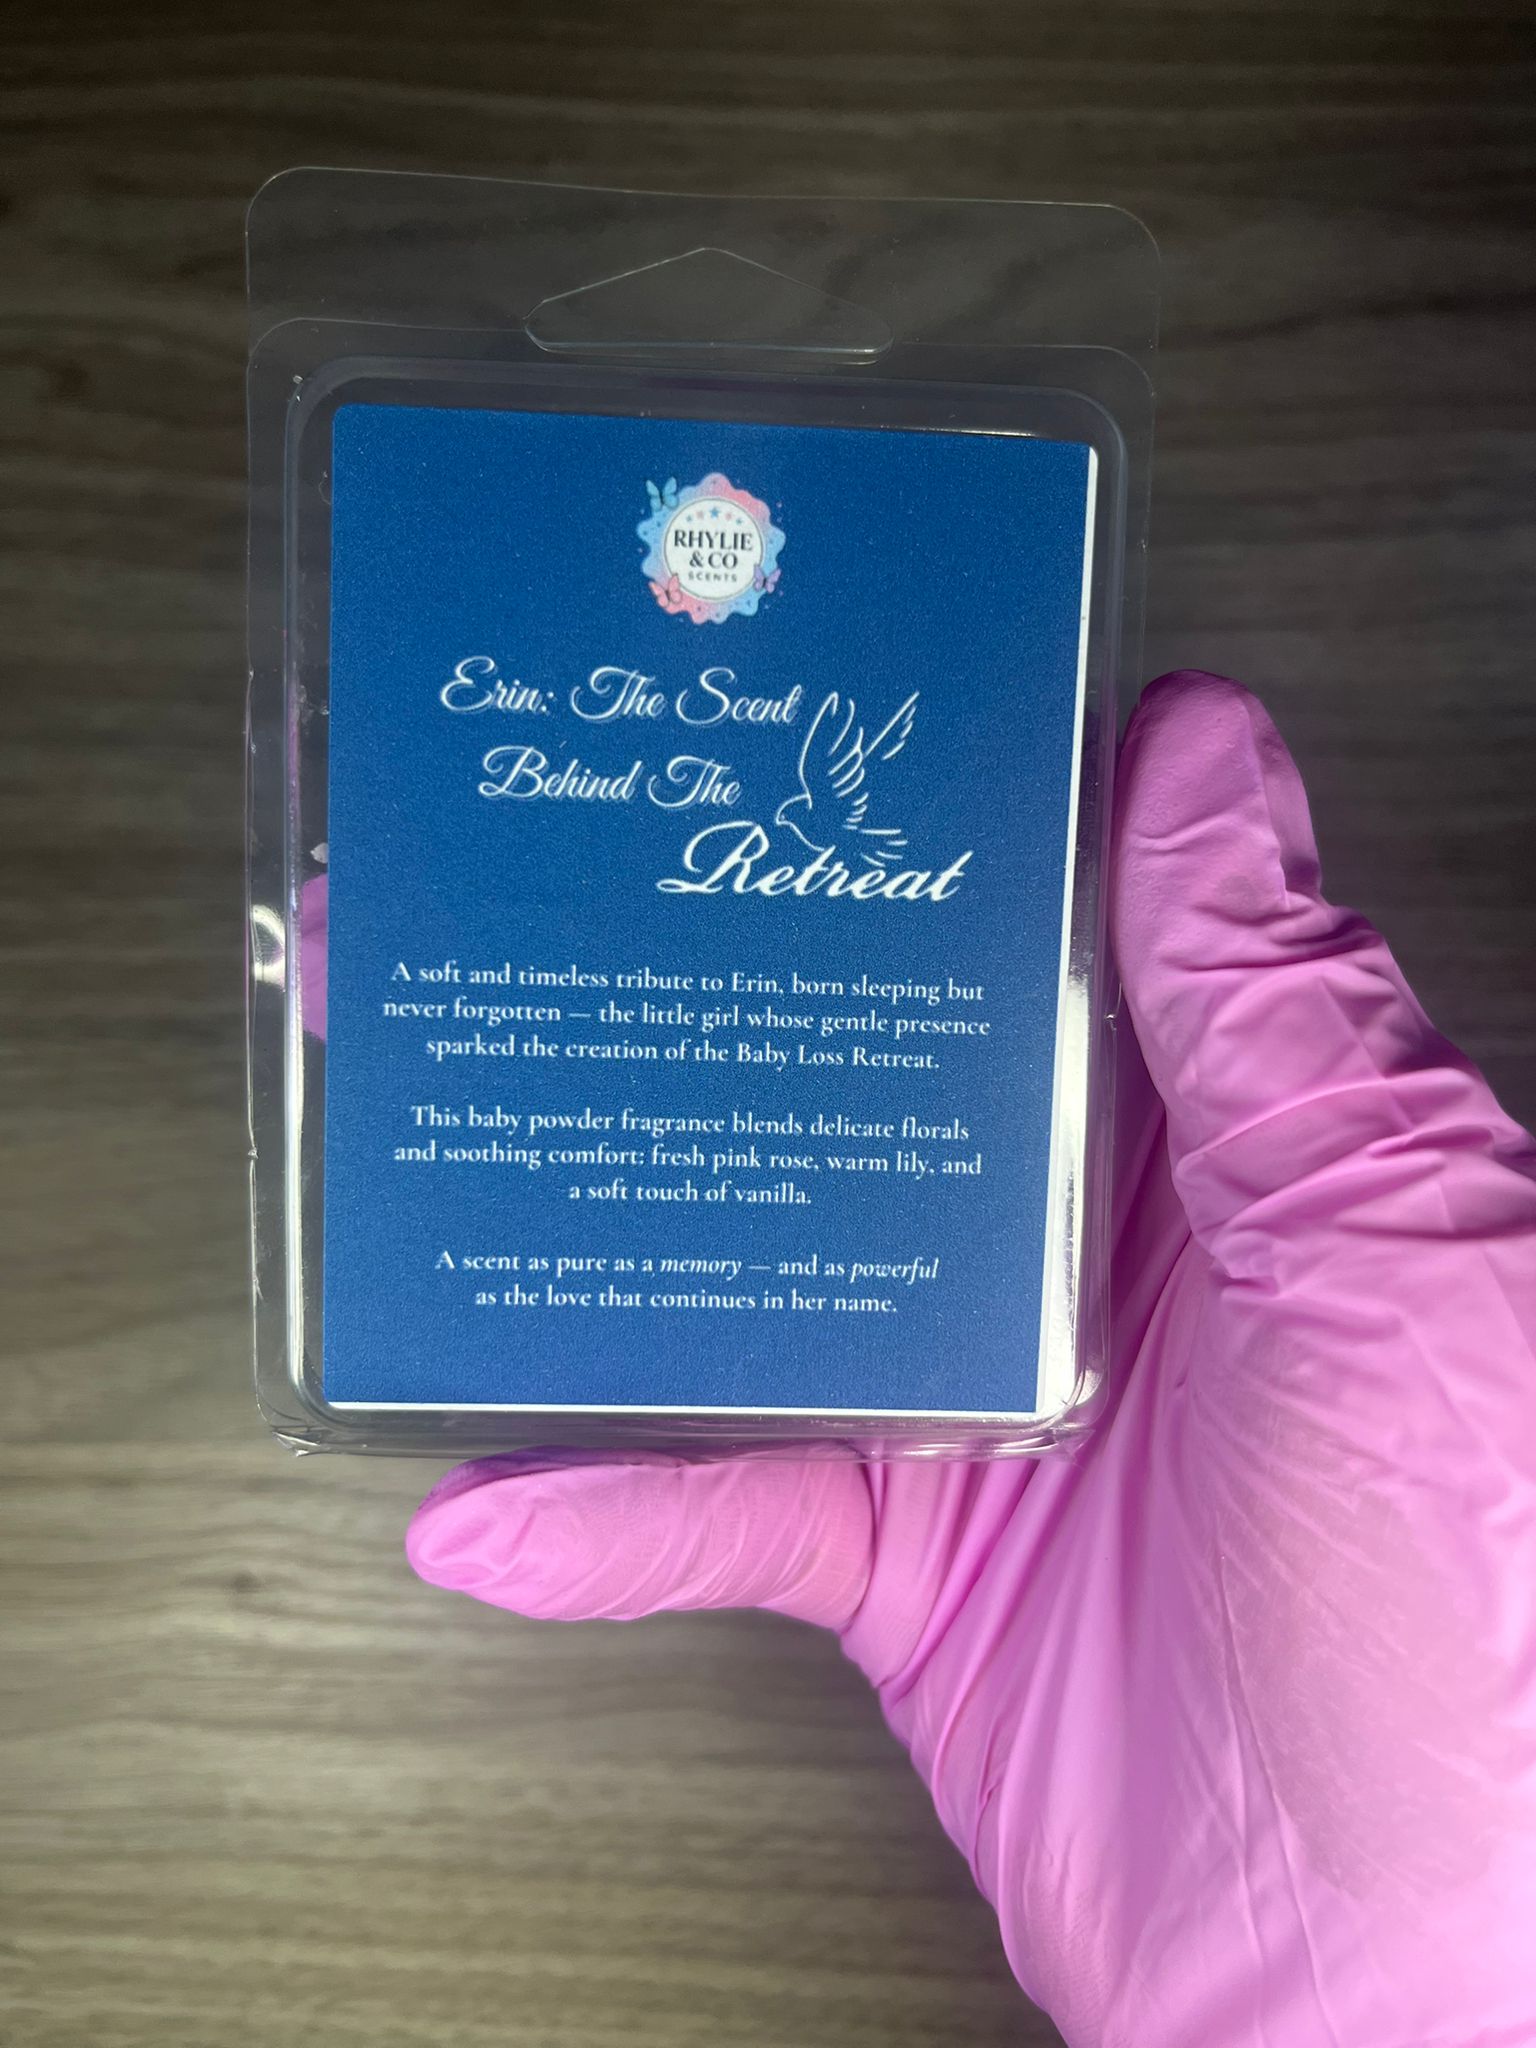 RHYLIE
& CO
SCENTS
Erin: The Scent
Behind The
Retreat
A soft and timeless tribute to Erin, born sleeping but
never forgotten — the little girl whose gentle presence
sparked the creation of the Baby Loss Retreat.
This baby powder fragrance blends delicate florals
and soothing comfort: fresh pink rose, warm lily, and
a soft touch of vanilla.
A scent as pure as a memory — and as powerful
as the love that continues in her name.